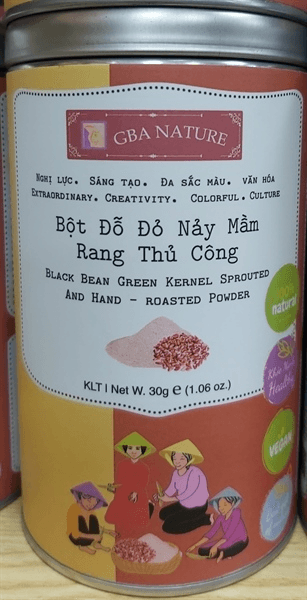 GBA NATURE
NGHỊ LỰC. SÁNG TẠO. ĐA SẮC MÀU. VĂN HÓA
EXTRAORDINARY. CREATIVITY. COLORFUL. CULTURE
Bột Đỗ Đỏ Nảy Mầm
Rang Thủ Công
BLACK BEAN GREEN KERNEL SPROUTED
AND HAND - ROASTED POWDER
KLT | Net W. 30g e (1.06 oz.)
natural
Healthy
VEGAN